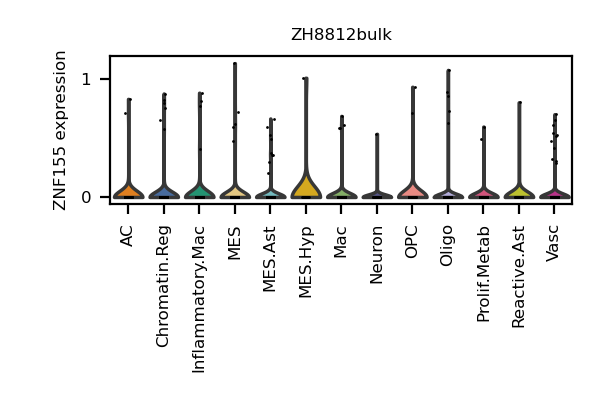 ZH8812bulk
ZNF155 expression
1
0
AC
Chromatin.Reg
Inflammatory.Mac
MES
MES.Ast
MES.Hyp
Mac
Neuron
OPC
Oligo
Prolif.Metab
Reactive.Ast
Vasc